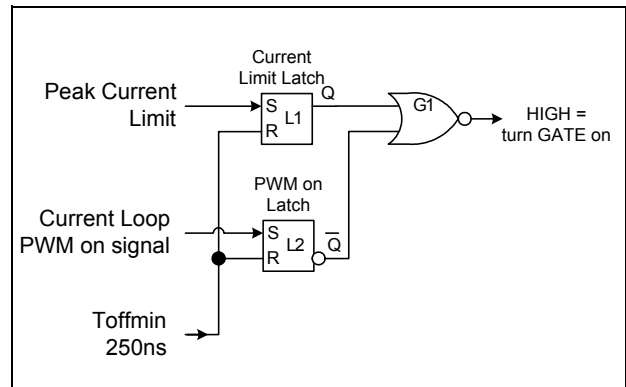 Current
Limit Latch
Peak Current
Limit
S
R
L1
Q
G1
HIGH =
turn GATE on
PWM on
Latch
Current Loop
PWM on signal
S
R
L2
Q̅
Toffmin
250ns